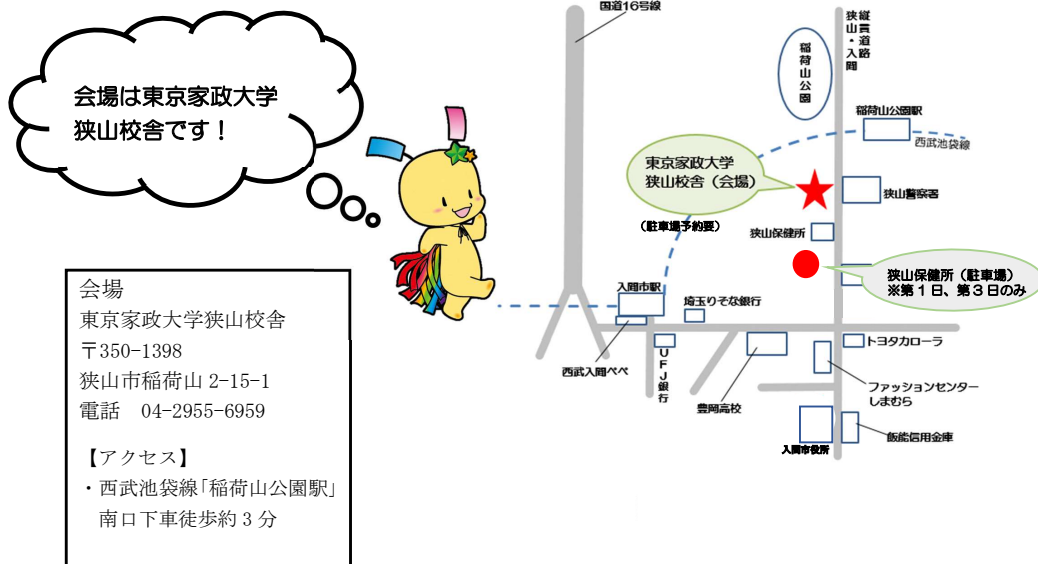 会場は東京家政大学
狭山校舎です！
会場
東京家政大学狭山校舎
〒350-1398
狭山市稲荷山 2-15-1
電話　04-2955-6959
【アクセス】
・西武池袋線「稲荷山公園駅」
南口下車徒歩約 3 分
国道16号線
縦貫道路
狭山・入間
稲荷山公園
稲荷山公園駅
西武池袋線
東京家政大学
狭山校舎（会場）
（駐車場予約要）
狭山警察署
狭山保健所
狭山保健所（駐車場）
※第１日、第３日のみ
入間市駅
埼玉りそな銀行
西武入間ぺぺ
ＵＦＪ銀行
豊岡高校
トヨタカローラ
ファッションセンター
しまむら
入間市役所
飯能信用金庫